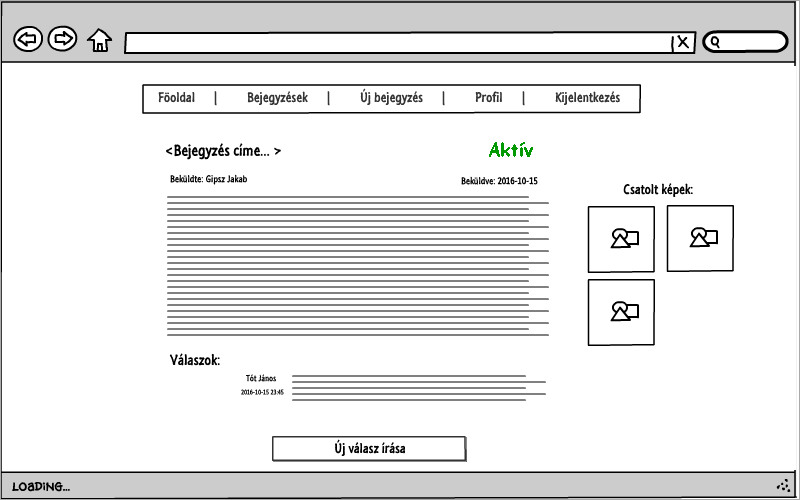 Főoldal | Bejegyzések | Új bejegyzés | Profil | Kijelentkezés
<Bejegyzés címe... > Aktív
Beküldte: Gipsz Jakab Beküldve: 2016-10-15
Csatolt képek:
Válaszok:
Tót János
2016-10-15 23:45
Új válasz írása
Loading...